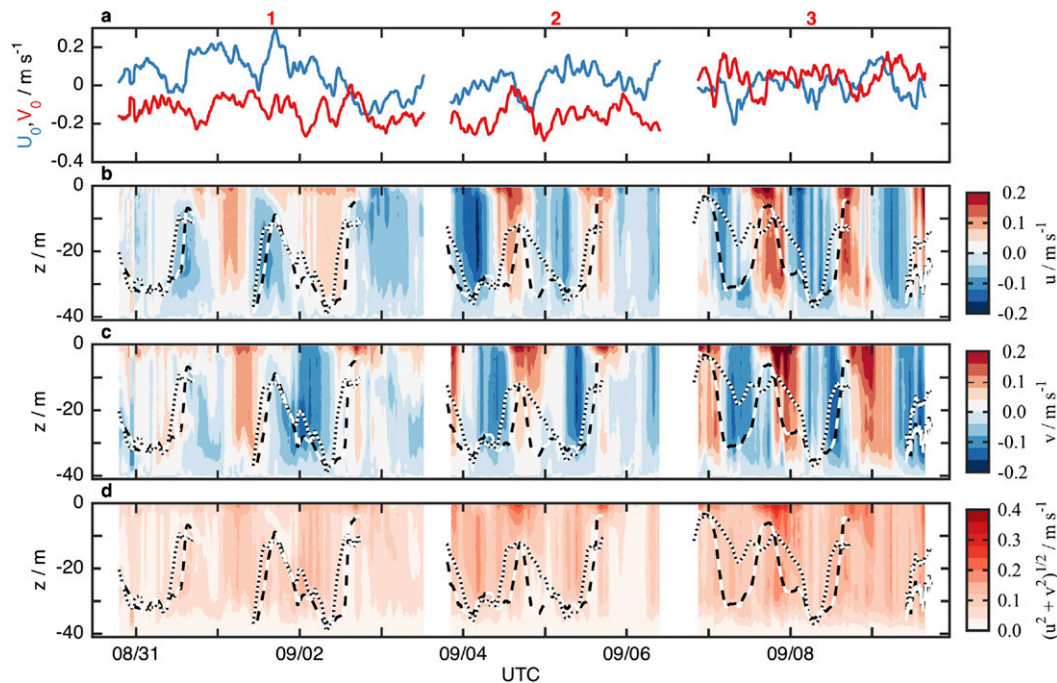 a 1 2 3
0.2
0
-0.2
-0.4
U₀, V₀ / m s⁻¹
b
0
-20
-40
z / m
0.2
0.1
0.0
-0.1
-0.2
u / m s⁻¹
c
0
-20
-40
z / m
0.2
0.1
0.0
-0.1
-0.2
v / m s⁻¹
d
0
-20
-40
z / m
0.4
0.3
0.2
0.1
0.0
(u² + v²)¹/² / m s⁻¹
08/31 09/02 09/04 09/06 09/08
UTC